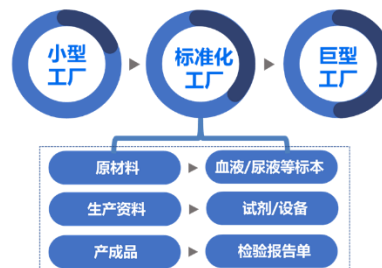 小型
工厂
标准化
工厂
巨型
工厂
原材料
血液/尿液等标本
生产资料
试剂/设备
产成品
检验报告单